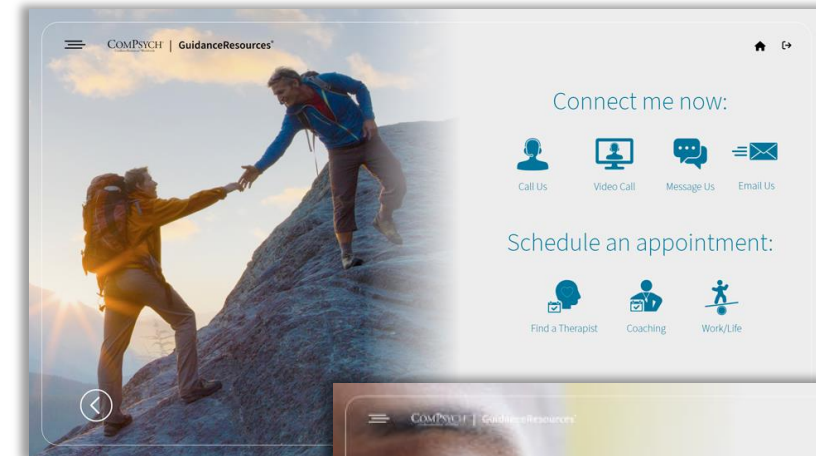 COMPSYCH | GuidanceResources®
Connect me now:
Call Us Video Call Message Us Email Us
Schedule an appointment:
Find a Therapist Coaching Work/Life
COMPSYCH | GuidanceResources®